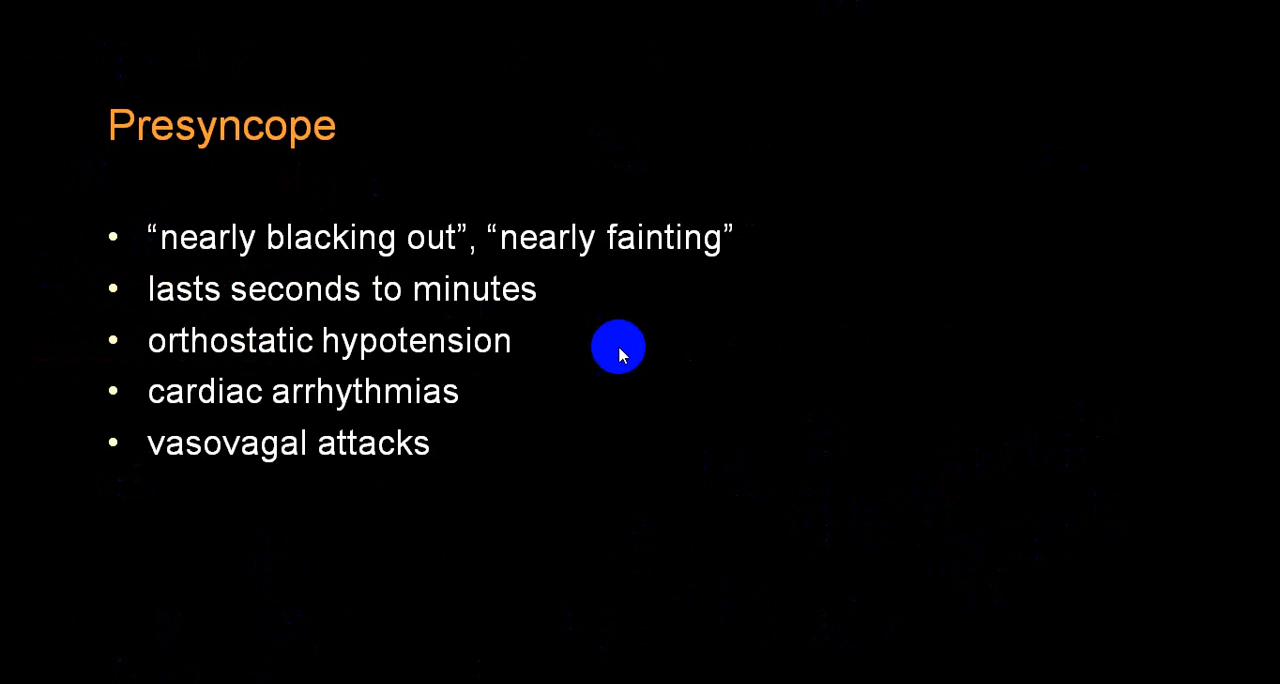 Presyncope
• “nearly blacking out”, “nearly fainting”
• lasts seconds to minutes
• orthostatic hypotension
• cardiac arrhythmias
• vasovagal attacks